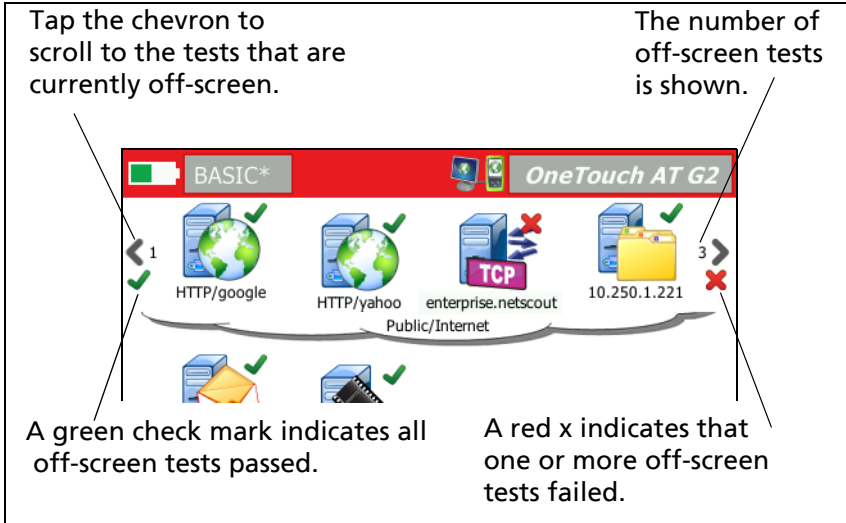 Tap the chevron to
scroll to the tests that are
currently off-screen.
The number of
off-screen tests
is shown.
BASIC*
OneTouch AT G2
1
3
HTTP/google
HTTP/yahoo
TCP
enterprise.netscout
10.250.1.221
Public/Internet
A green check mark indicates all
off-screen tests passed.
A red x indicates that
one or more off-screen
tests failed.